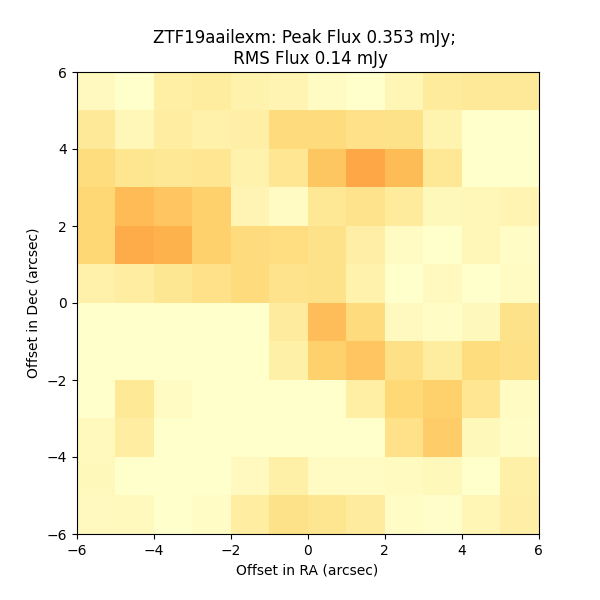 ZTF19aailexm: Peak Flux 0.353 mJy;
RMS Flux 0.14 mJy
6
4
2
0
−2
−4
−6
Offset in Dec (arcsec)
−6 −4 −2 0 2 4 6
Offset in RA (arcsec)